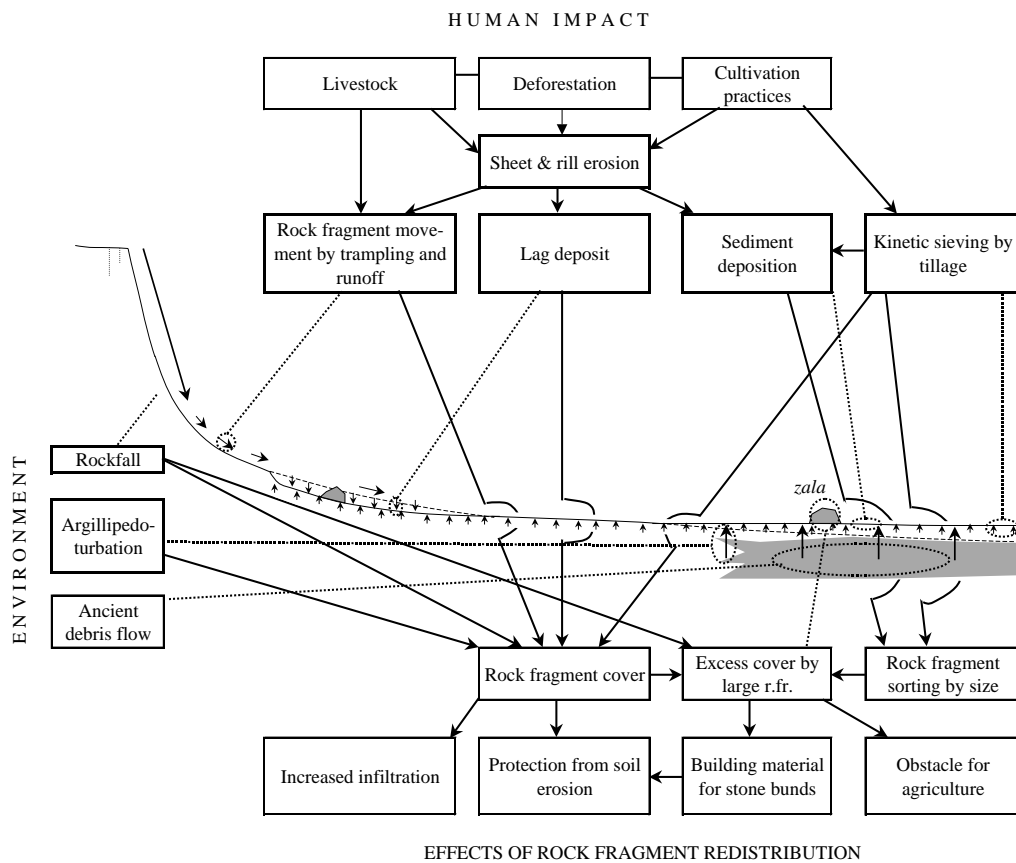 HUMAN IMPACT
Livestock
Deforestation
Cultivation
practices
Sheet & rill erosion
Rock fragment move-
ment by trampling and
runoff
Lag deposit
Sediment
deposition
Kinetic sieving by
tillage
ENVIRONMENT
Rockfall
Argillipedo-
turbation
Ancient
debris flow
zala
Rock fragment cover
Excess cover by
large r.fr.
Rock fragment
sorting by size
Increased infiltration
Protection from soil
erosion
Building material
for stone bunds
Obstacle for
agriculture
EFFECTS OF ROCK FRAGMENT REDISTRIBUTION